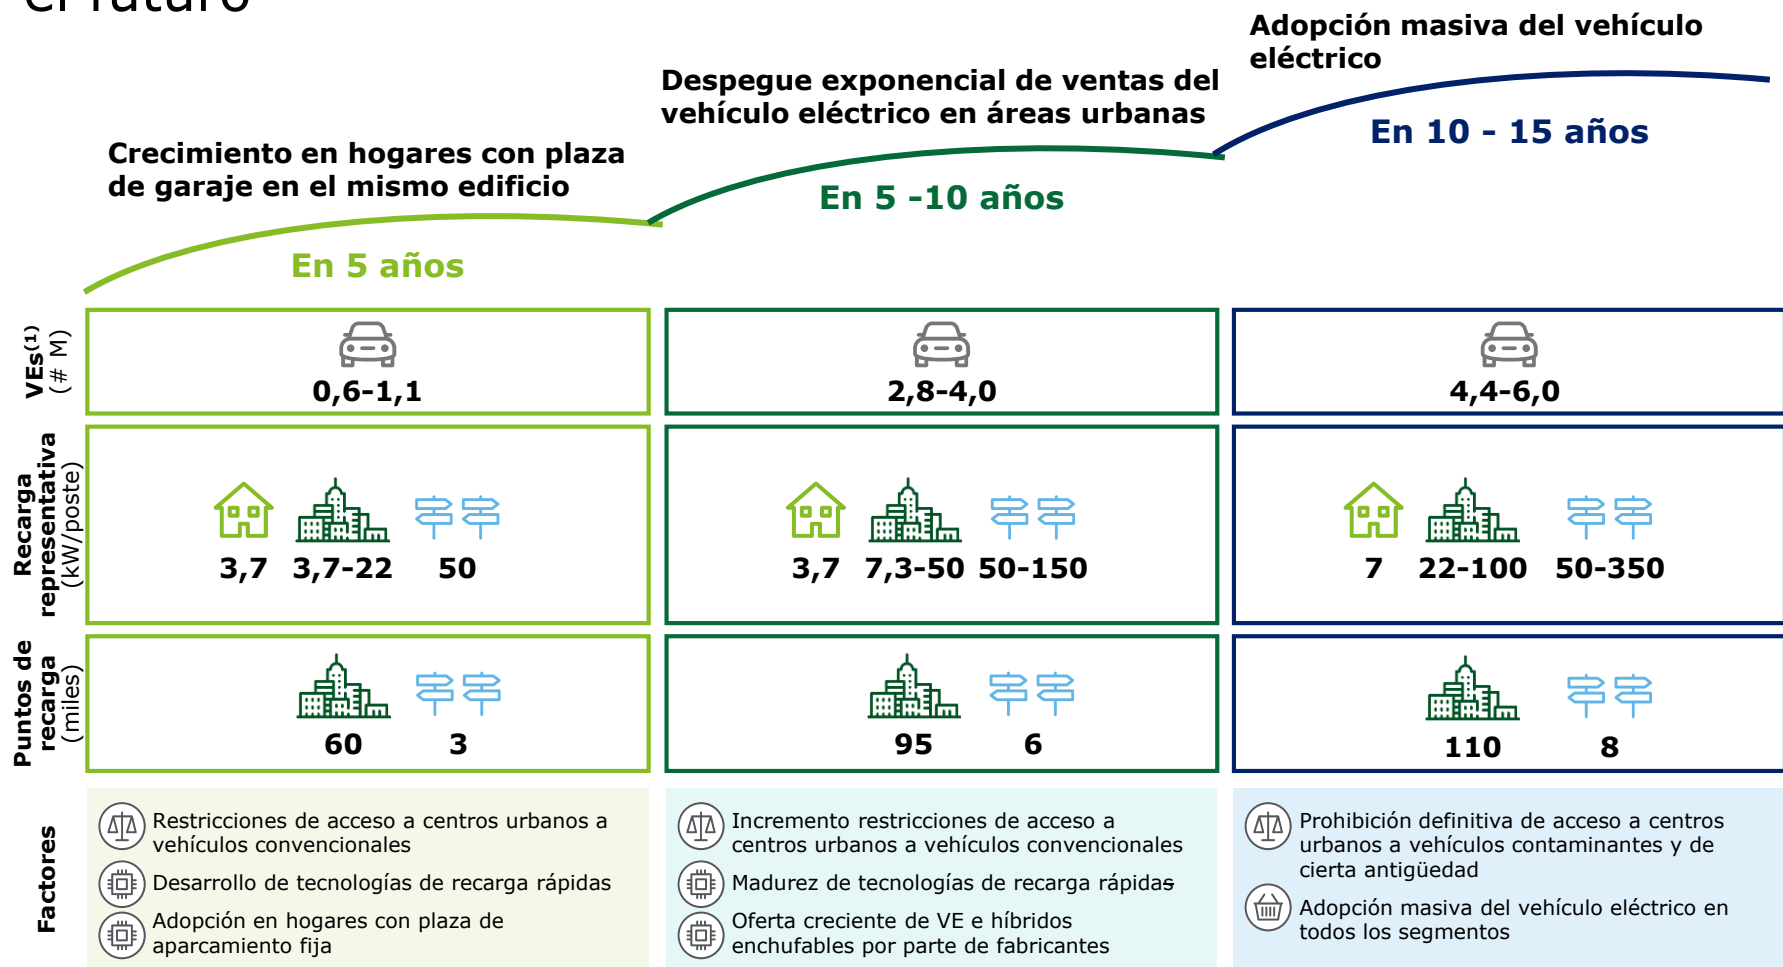 el futuro
Adopción masiva del vehículo
eléctrico
Despegue exponencial de ventas del
vehículo eléctrico en áreas urbanas
En 10 - 15 años
Crecimiento en hogares con plaza
de garaje en el mismo edificio
En 5 -10 años
En 5 años
VEs(1)
(# M)
0,6-1,1
2,8-4,0
4,4-6,0
Recarga
representativa
(kW/poste)
3,7 3,7-22 50
3,7 7,3-50 50-150
7 22-100 50-350
Puntos de
recarga
(miles)
60 3
95 6
110 8
Factores
Restricciones de acceso a centros urbanos a
vehículos convencionales
Desarrollo de tecnologías de recarga rápidas
Adopción en hogares con plaza de
aparcamiento fija
Incremento restricciones de acceso a
centros urbanos a vehículos convencionales
Madurez de tecnologías de recarga rápidas
Oferta creciente de VE e híbridos
enchufables por parte de fabricantes
Prohibición definitiva de acceso a centros
urbanos a vehículos contaminantes y de
cierta antigüedad
Adopción masiva del vehículo eléctrico en
todos los segmentos